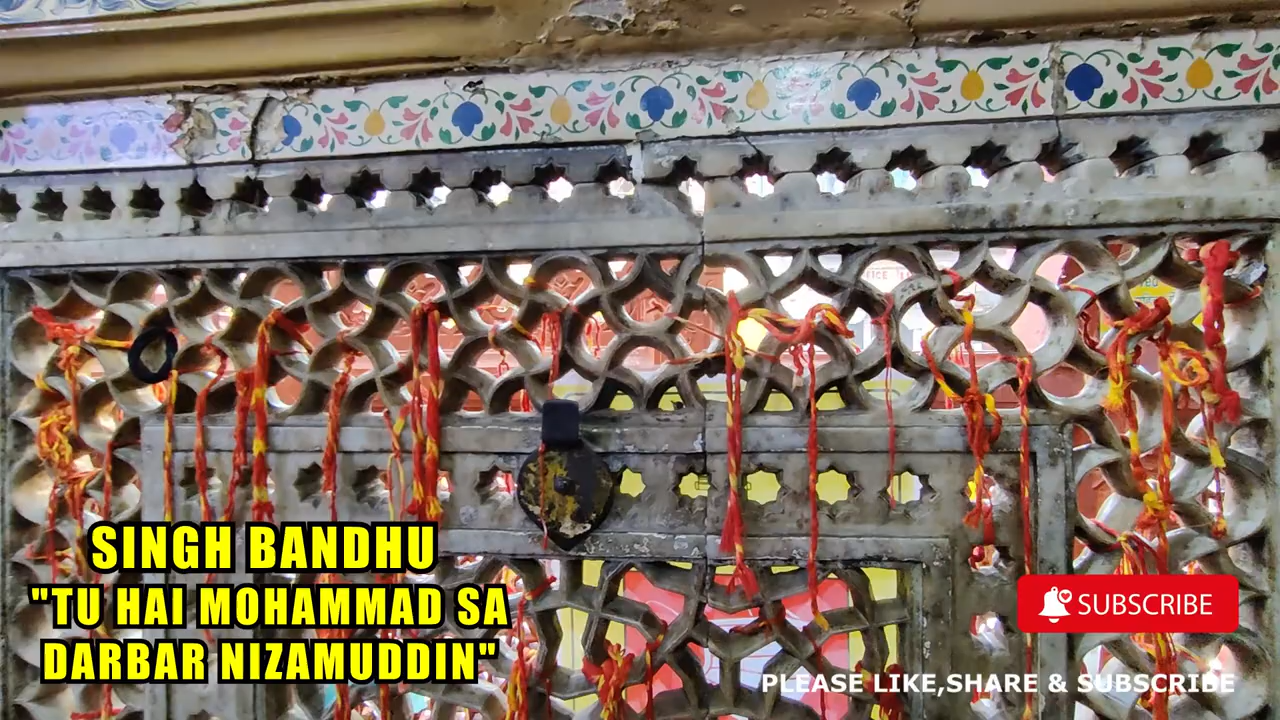 SINGH BANDHU
"TU HAI MOHAMMAD SA
DARBAR NIZAMUDDIN"
SUBSCRIBE
PLEASE LIKE,SHARE & SUBSCRIBE